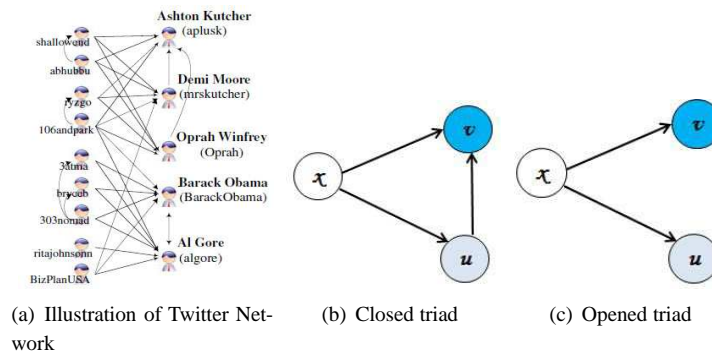 Ashton Kutcher
(aplusk)
shallowend
abhubbu
Demi Moore
(mrskutcher)
ryzgo
106andpark
Oprah Winfrey
(Oprah)
Barack Obama
(BarackObama)
303nomad
Al Gore
(algore)
ritajohnsonn
BizPlanUSA
x
v
u
x
v
u
(a) Illustration of Twitter Net-
work
(b) Closed triad
(c) Opened triad